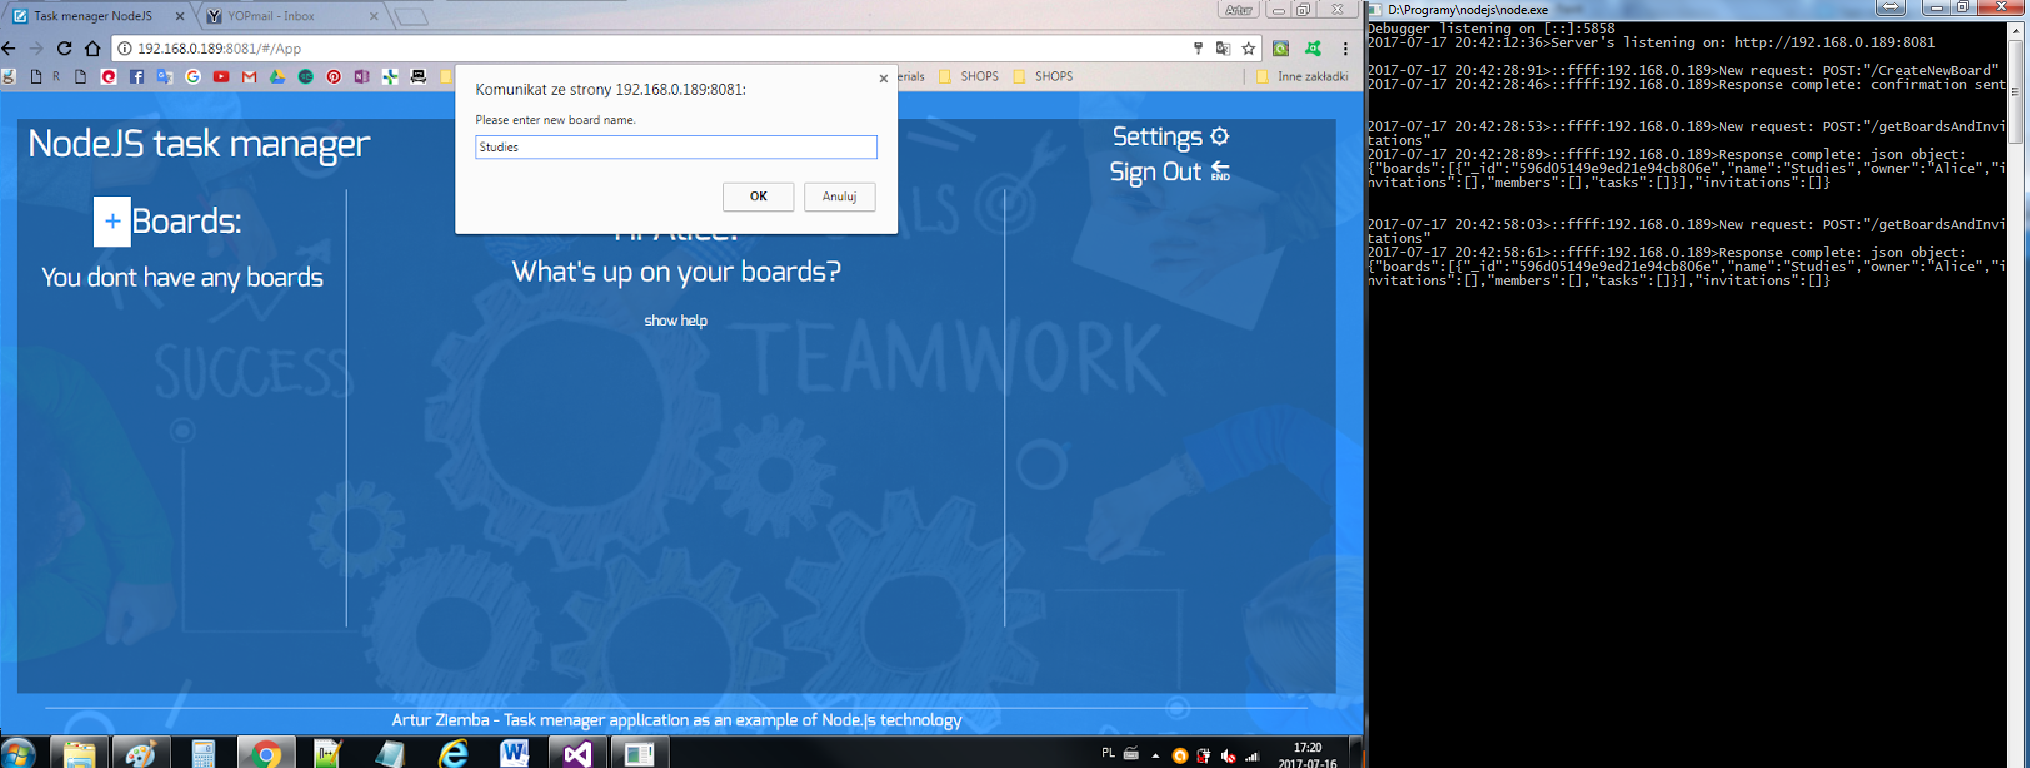 Task menager NodeJS
YOPmail - Inbox
Artur
192.168.0.189:8081/#/App
R
erials
SHOPS
SHOPS
Inne zakładki
Komunikat ze strony 192.168.0.189:8081:
Please enter new board name.
Studies
OK
Anuluj
NodeJS task manager
Settings
Sign Out
END
+Boards:
You dont have any boards
What's up on your boards?
show help
SUCCESS
TEAMWORK
Artur Ziemba - Task menager application as an example of Node.js technology
PL
17:20
2017-07-16
D:\Programy\nodejs\node.exe
Debugger listening on [::]:5858
2017-07-17 20:42:12:36>Server's listening on: http://192.168.0.189:8081
2017-07-17 20:42:28:91>::ffff:192.168.0.189>New request: POST:"/CreateNewBoard"
2017-07-17 20:42:28:46>::ffff:192.168.0.189>Response complete: confirmation sent
2017-07-17 20:42:28:53>::ffff:192.168.0.189>New request: POST:"/getBoardsAndInvi
tations"
2017-07-17 20:42:28:89>::ffff:192.168.0.189>Response complete: json object:
{"boards":[{"_id":"596d05149e9ed21e94cb806e","name":"Studies","owner":"Alice","i
nvitations":[],"members":[],"tasks":[]}],"invitations":[]}
2017-07-17 20:42:58:03>::ffff:192.168.0.189>New request: POST:"/getBoardsAndInvi
tations"
2017-07-17 20:42:58:61>::ffff:192.168.0.189>Response complete: json object:
{"boards":[{"_id":"596d05149e9ed21e94cb806e","name":"Studies","owner":"Alice","i
nvitations":[],"members":[],"tasks":[]}],"invitations":[]}